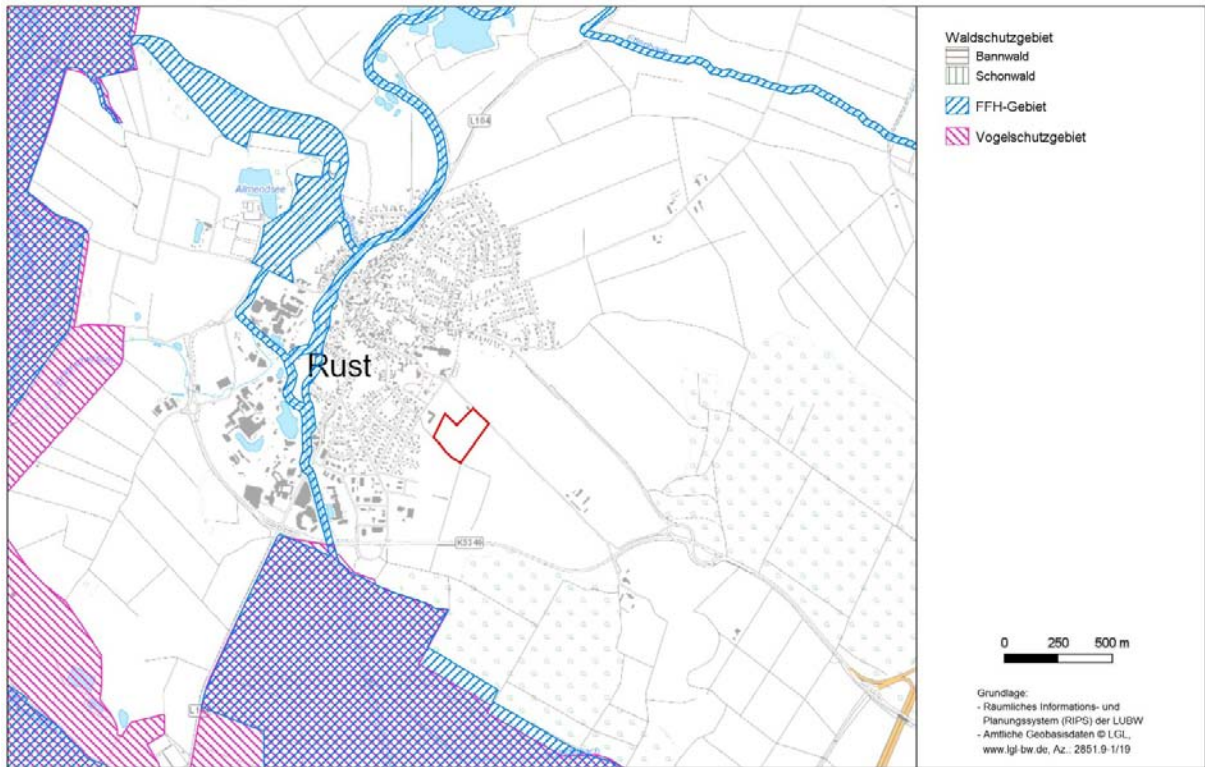 L104
Allmendsee
Rust
K5349
Waldschutzgebiet
Bannwald
Schonwald
FFH-Gebiet
Vogelschutzgebiet
0 250 500 m
Grundlage:
- Räumliches Informations- und
Planungssystem (RIPS) der LUBW
- Amtliche Geobasisdaten © LGL,
www.lgl-bw.de, Az.: 2851.9-1/19